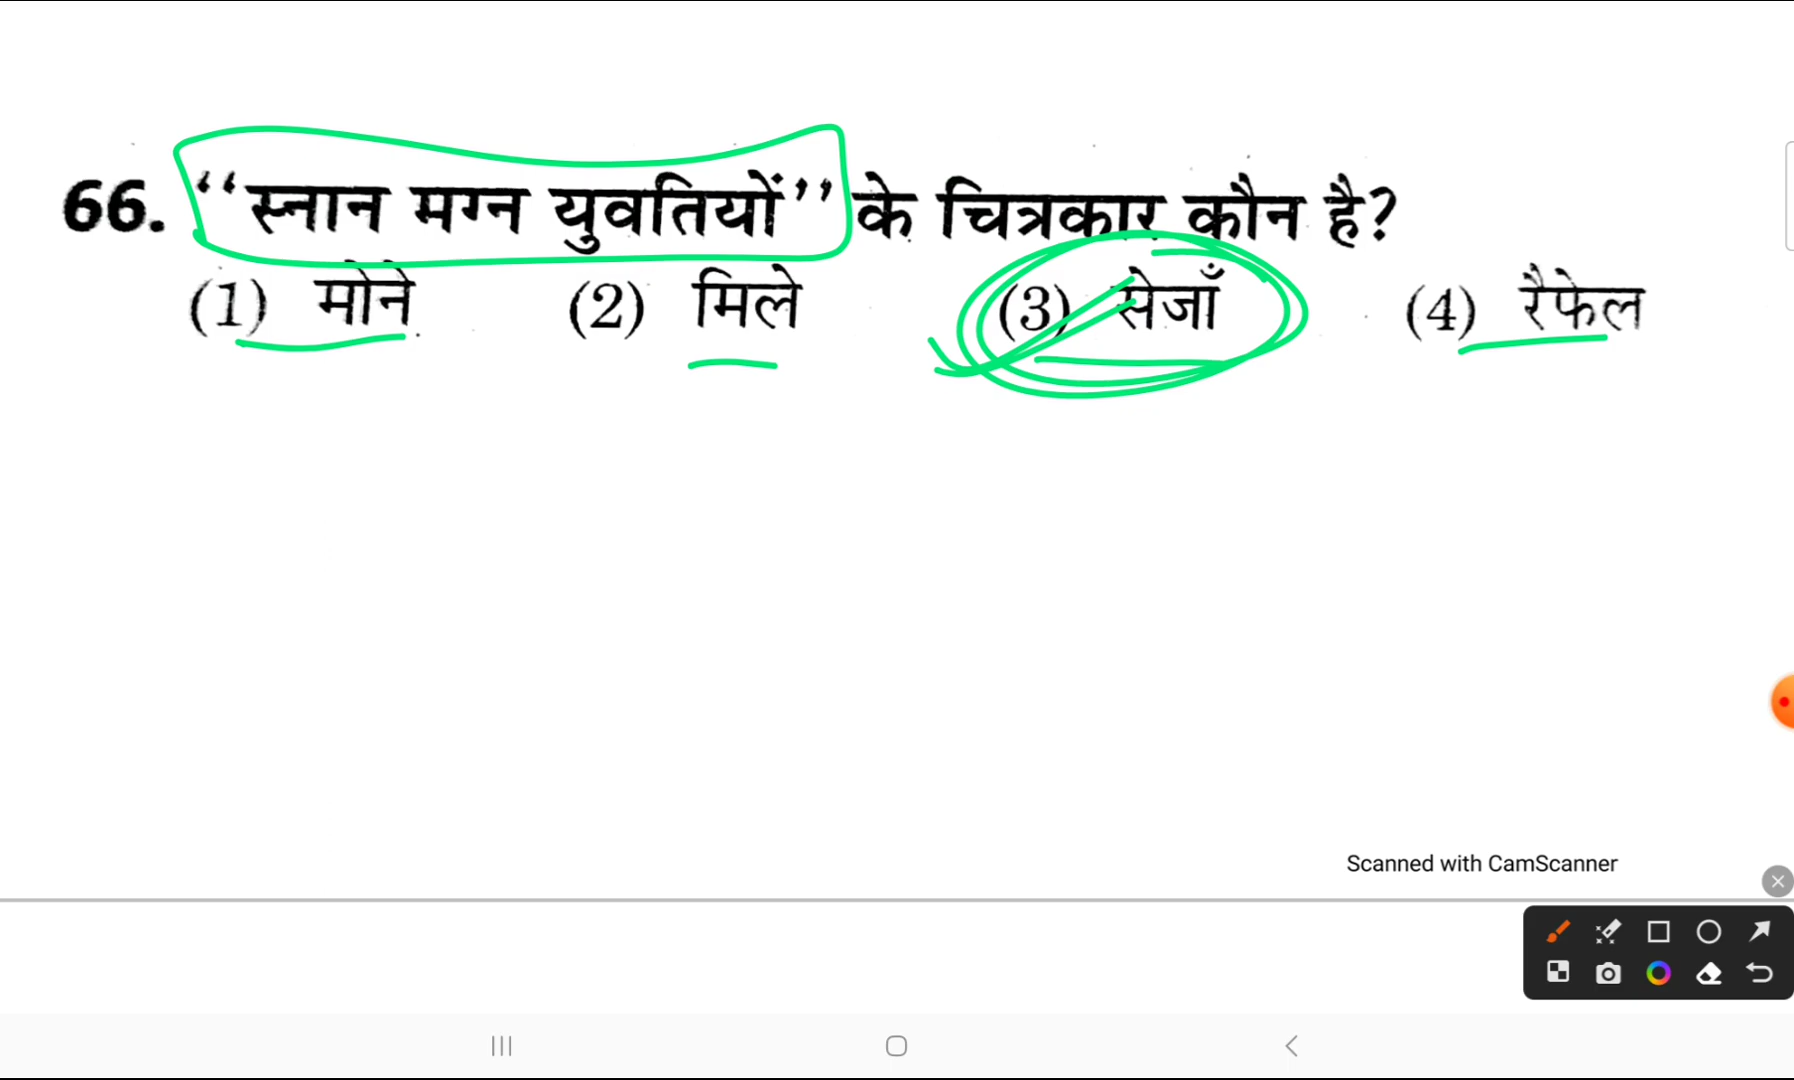 66. ‘‘स्नान मग्न युवतियों’’ के चित्रकार कौन है?
(1) मोने (2) मिले (3) सेजाँ (4) रैफेल
Scanned with CamScanner